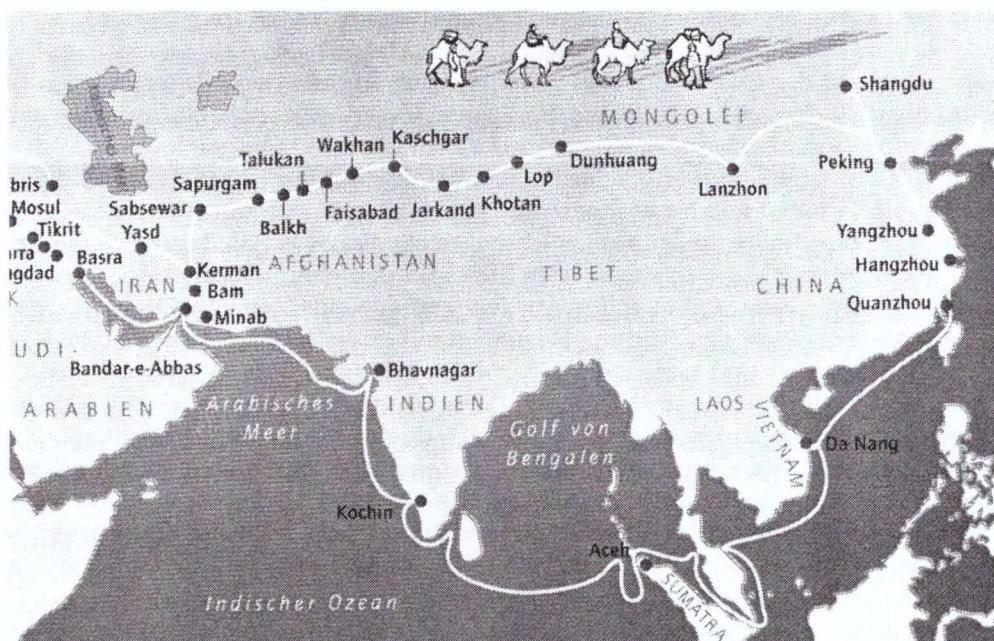 Shangdu
MONGOLEI
Kaschgar
Wakhan
Dunhuang
Talukan
Peking
Lop
Lanzhon
Sapurgam
bris
Khotan
Mosul
Sabsewar
Faisabad
Jarkand
Balkh
Tikrit
Yasd
Yangzhou
arra
Basra
AFGHANISTAN
Hangzhou
agdad
Kerman
TIBET
IRAN
CHINA
K
Bam
Quanzhou
Minab
UDI-
Bandar-e-Abbas
Bhavnagar
ARABIEN
Arabisches
Meer
INDIEN
LAOS
VIETNAM
Golf von
Bengalen
Da Nang
Kochin
Aceh
SUMATRA
Indischer Ozean